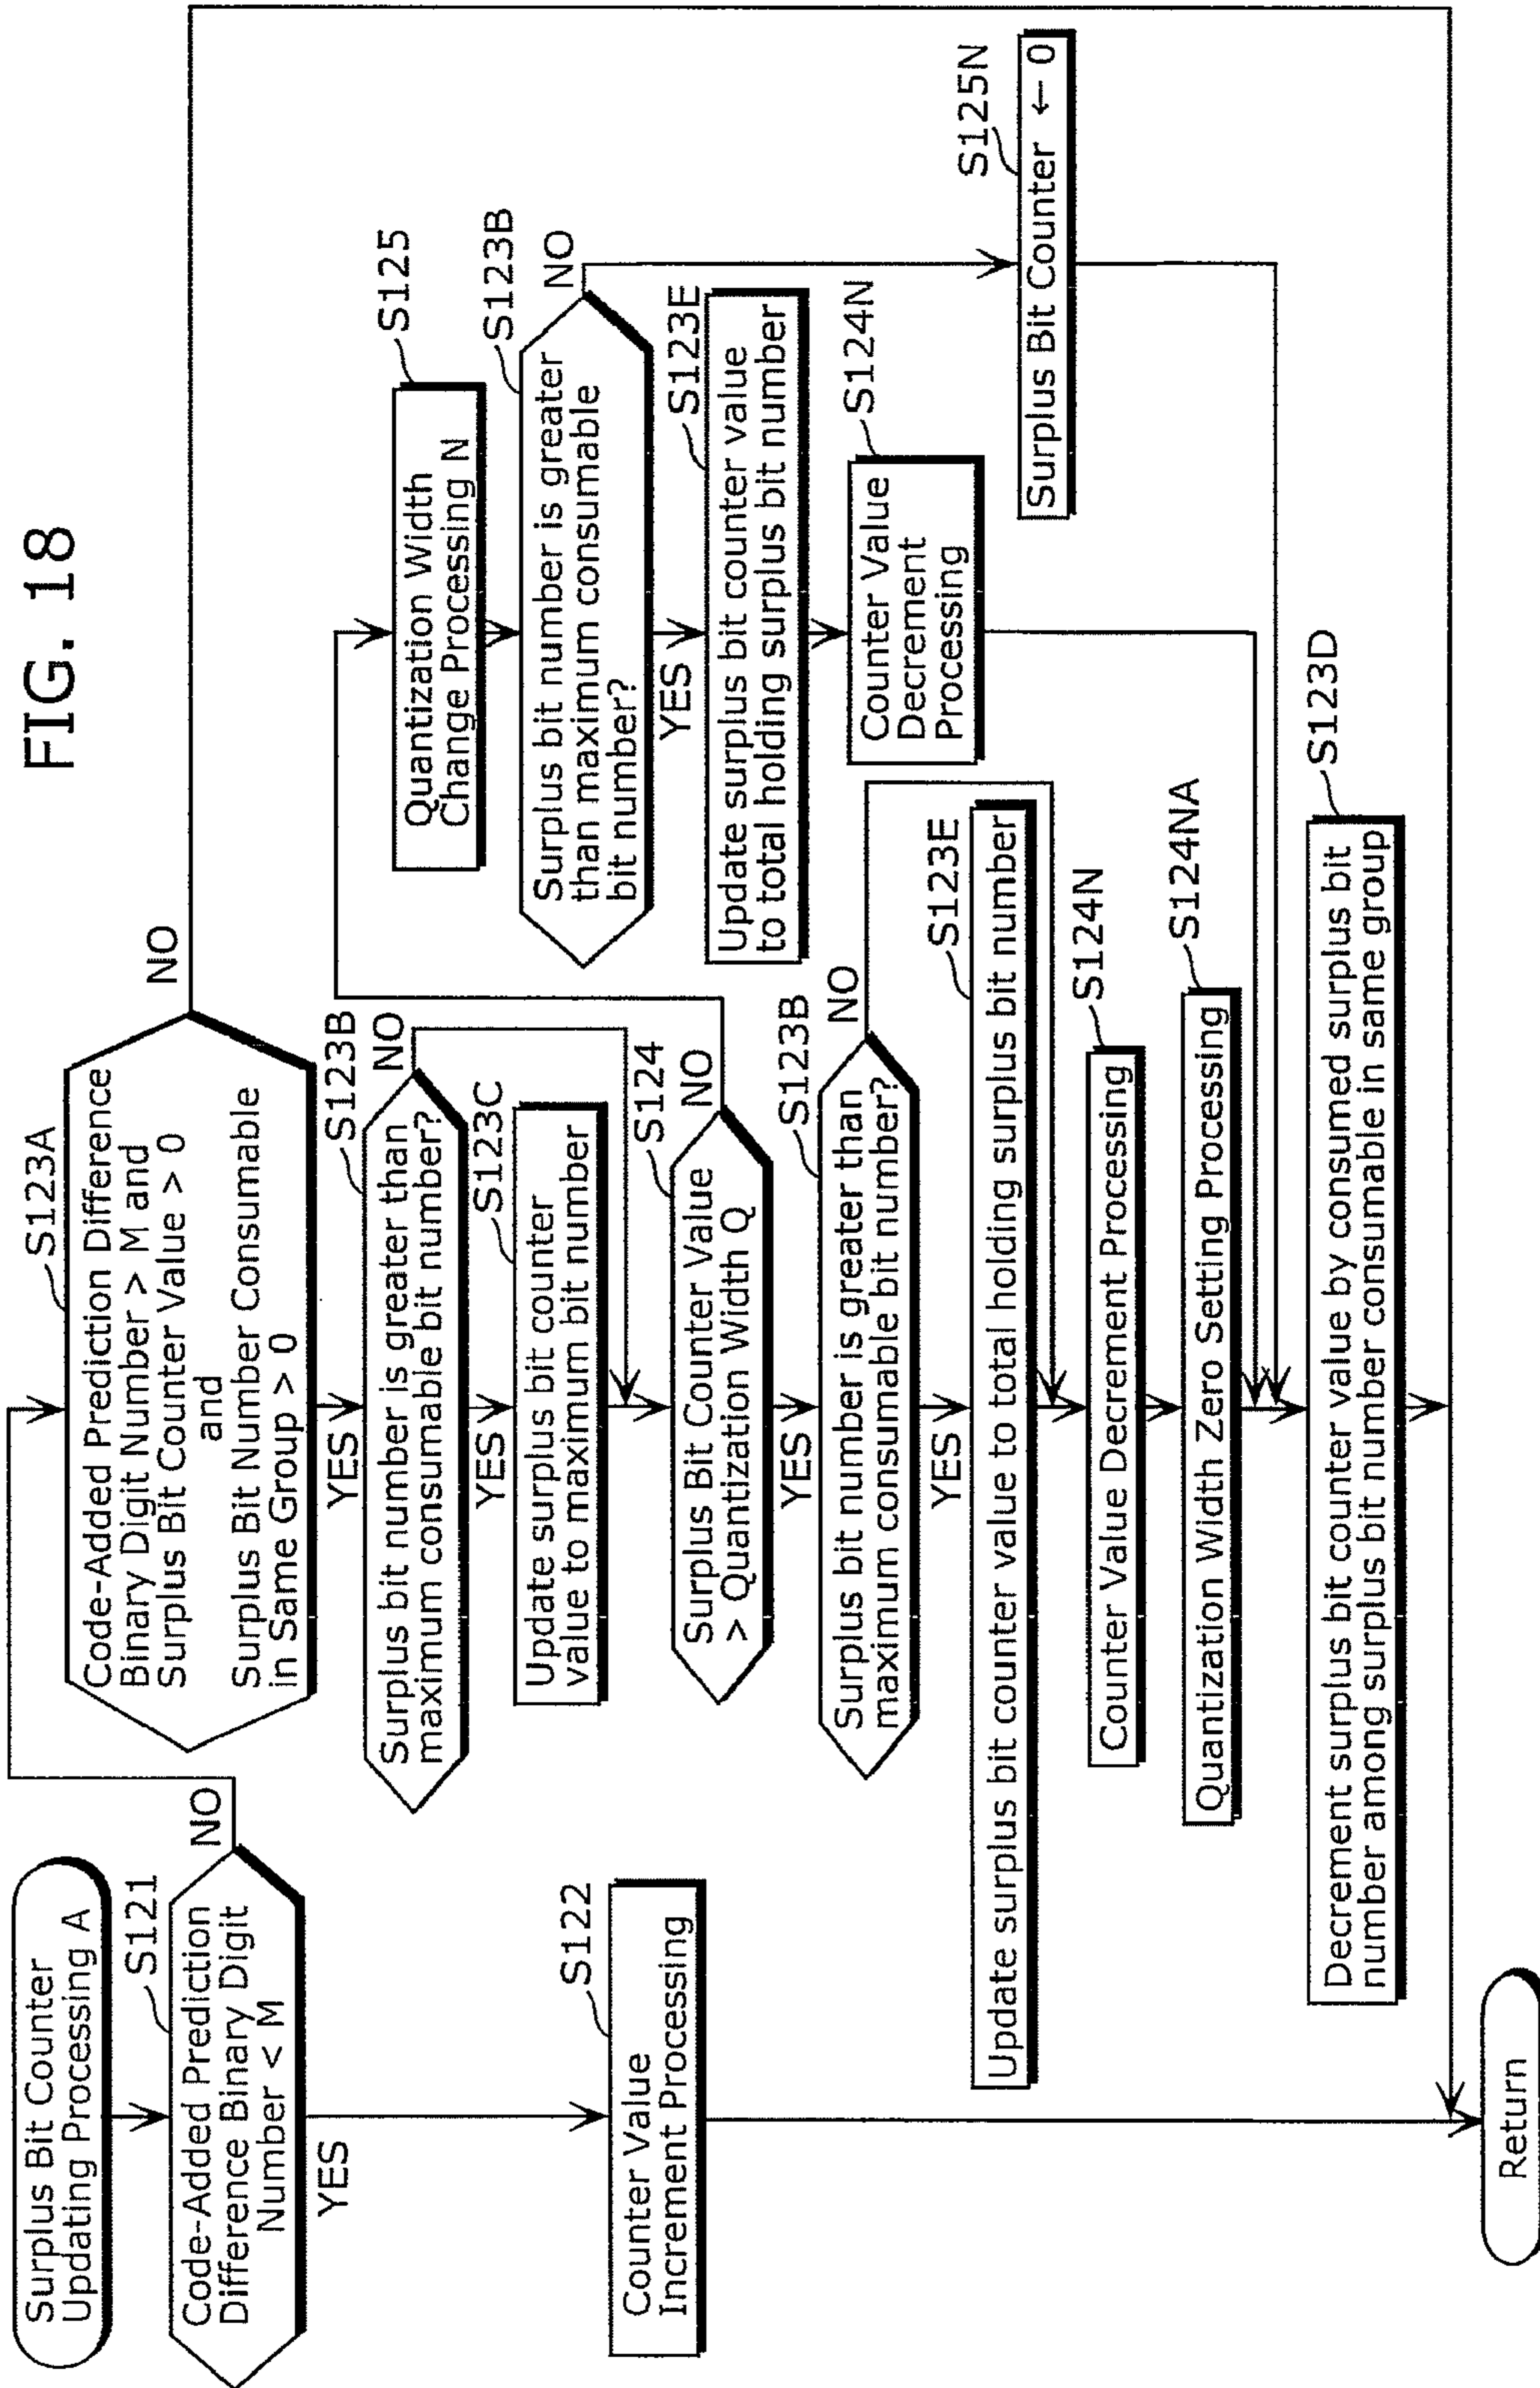 FIG. 18
Surplus Bit Counter
Updating Processing A
S121
Code-Added Prediction
Difference Binary Digit
Number < M
NO
YES
S122
Counter Value
Increment Processing
Return
S123A
Code-Added Prediction Difference
Binary Digit Number > M and
Surplus Bit Counter Value > 0
and
Surplus Bit Number Consumable
in Same Group > 0
NO
YES
S123B
Surplus bit number is greater than
maximum consumable bit number?
NO
YES
S123C
Update surplus bit counter
value to maximum bit number
S124
Surplus Bit Counter Value
> Quantization Width Q
NO
YES
S123B
Surplus bit number is greater than
maximum consumable bit number?
NO
YES
S123E
Update surplus bit counter value to total holding surplus bit number
S124N
Counter Value Decrement Processing
S124NA
Quantization Width Zero Setting Processing
S123D
Decrement surplus bit counter value by consumed surplus bit
number among surplus bit number consumable in same group
S125
Quantization Width
Change Processing N
S123B
Surplus bit number is greater
than maximum consumable
bit number?
NO
YES
S123E
Update surplus bit counter value
to total holding surplus bit number
S124N
Counter Value
Decrement
Processing
S125N
Surplus Bit Counter ← 0